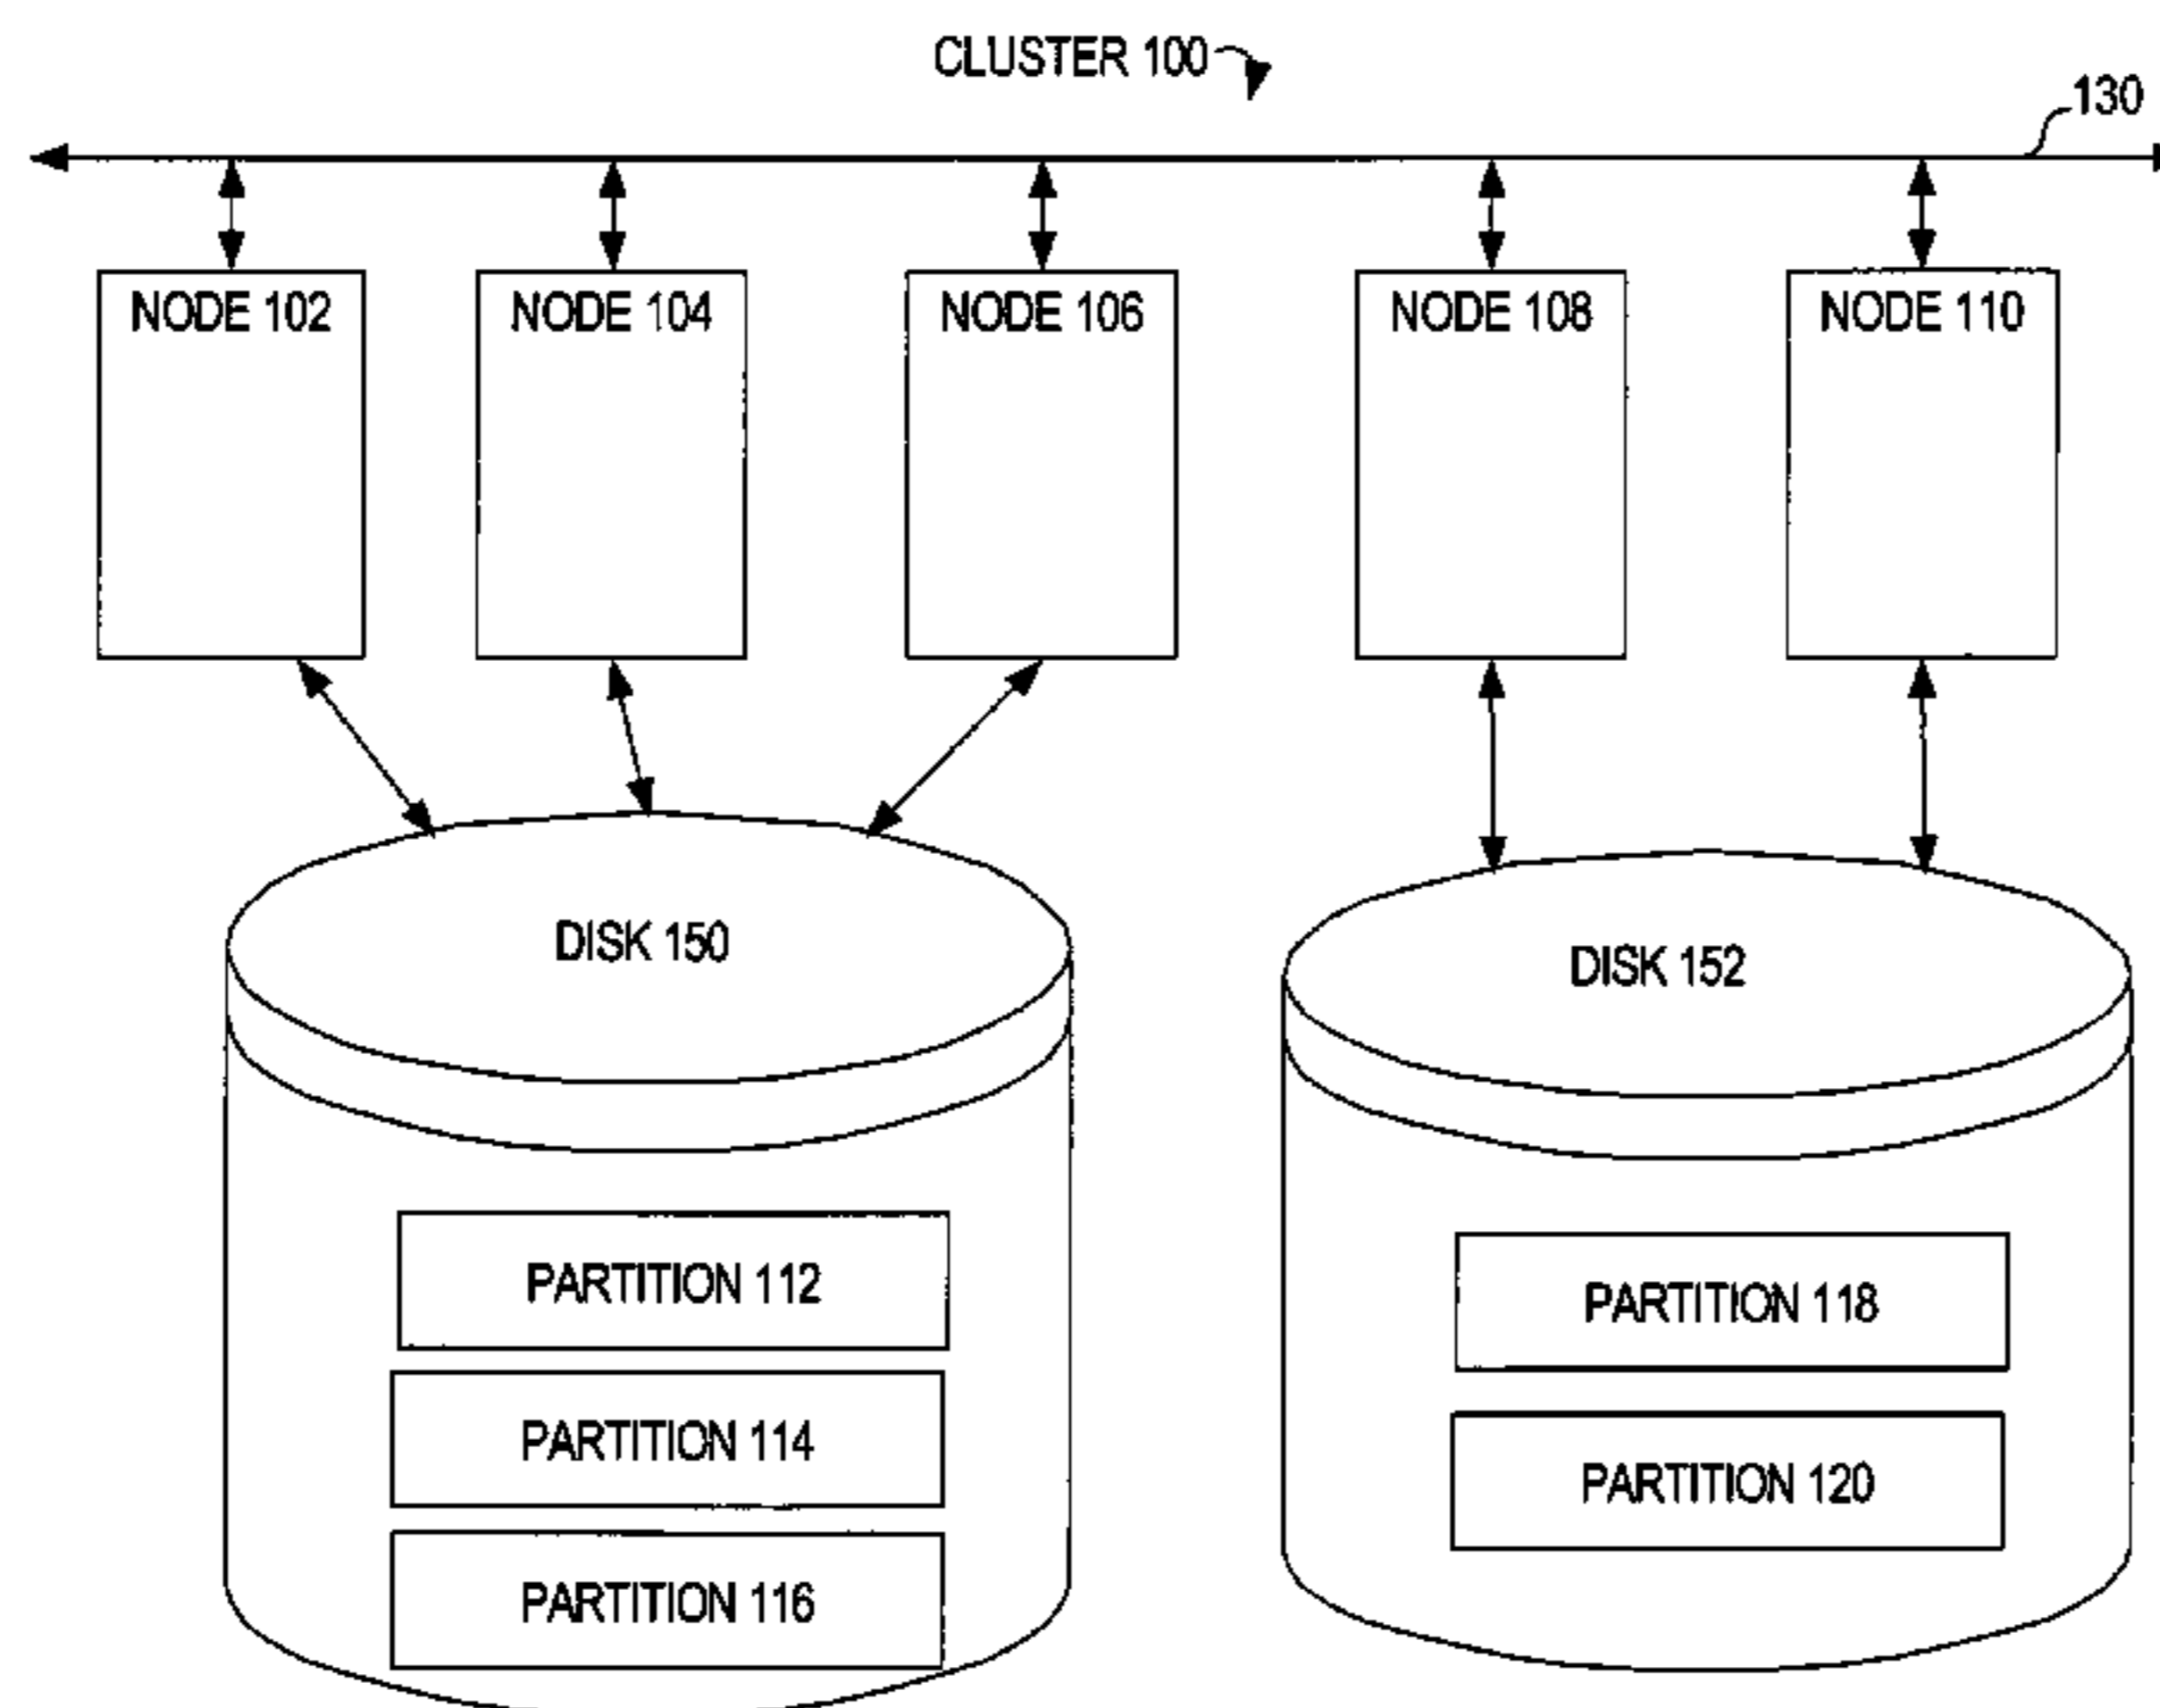 CLUSTER 100
130
NODE 102
NODE 104
NODE 106
NODE 108
NODE 110
DISK 150
DISK 152
PARTITION 112
PARTITION 118
PARTITION 114
PARTITION 120
PARTITION 116